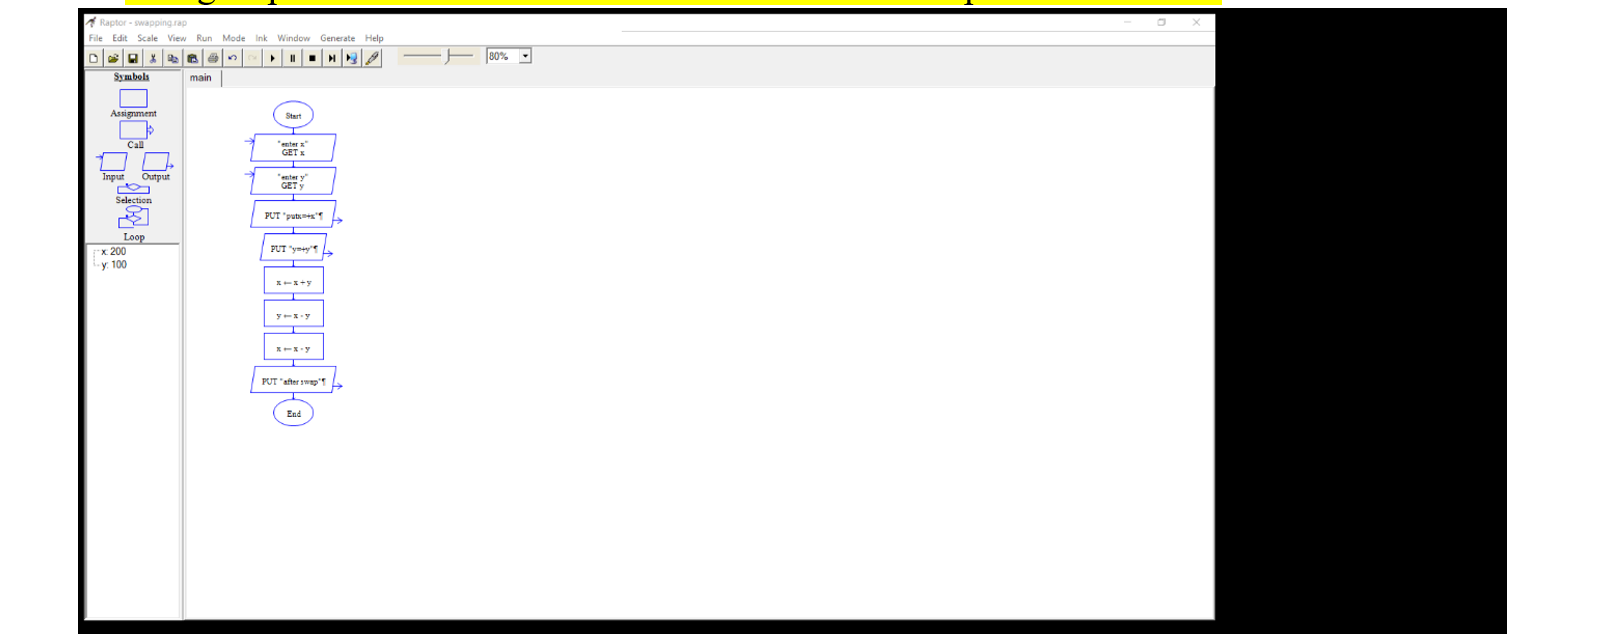 Raptor - swapping.rap
File Edit Scale View Run Mode Ink Window Generate Help
80%
Symbols
main
Assignment
Call
Input Output
Selection
Loop
x: 200
y: 100
Start
"enter x"
GET x
"enter y"
GET y
PUT "putx=+x"¶
PUT "y=+y"¶
x ← x + y
y ← x - y
x ← x - y
PUT "after swap"¶
End